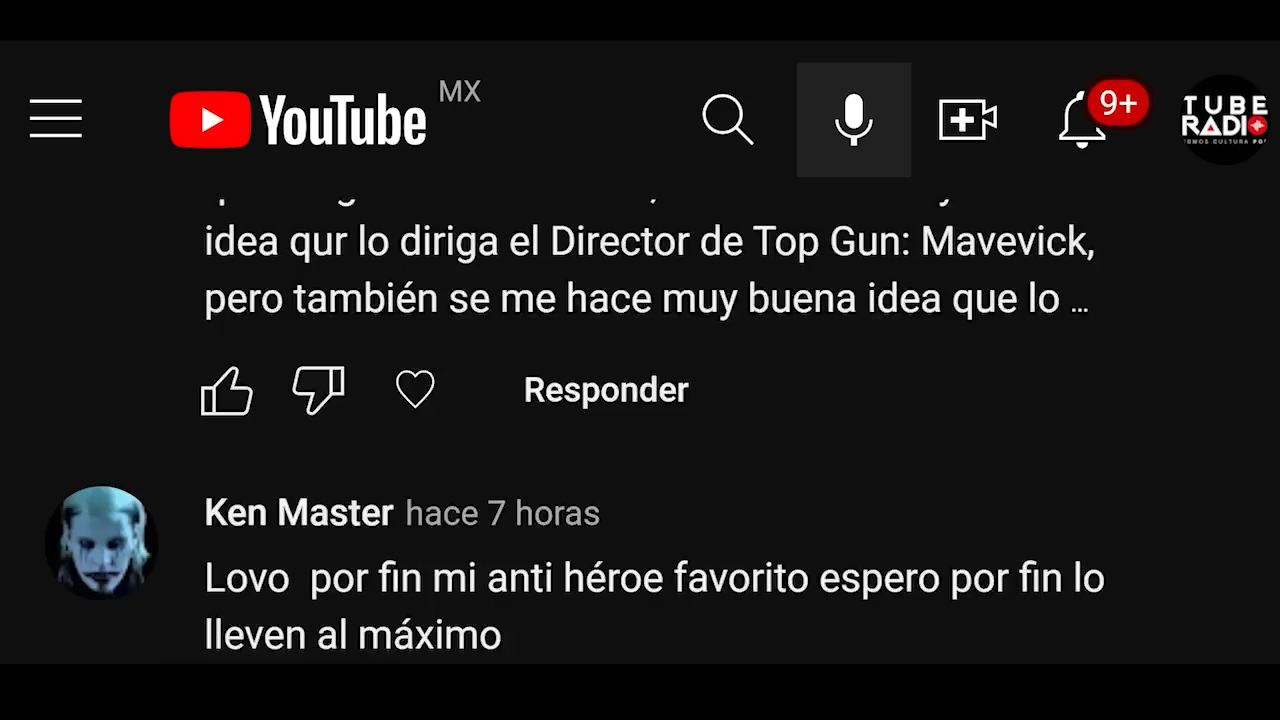 YouTube MX
9+
TUBE
RADIO
idea qur lo diriga el Director de Top Gun: Mavevick,
pero también se me hace muy buena idea que lo ...
Responder
Ken Master hace 7 horas
Lovo por fin mi anti héroe favorito espero por fin lo
lleven al máximo